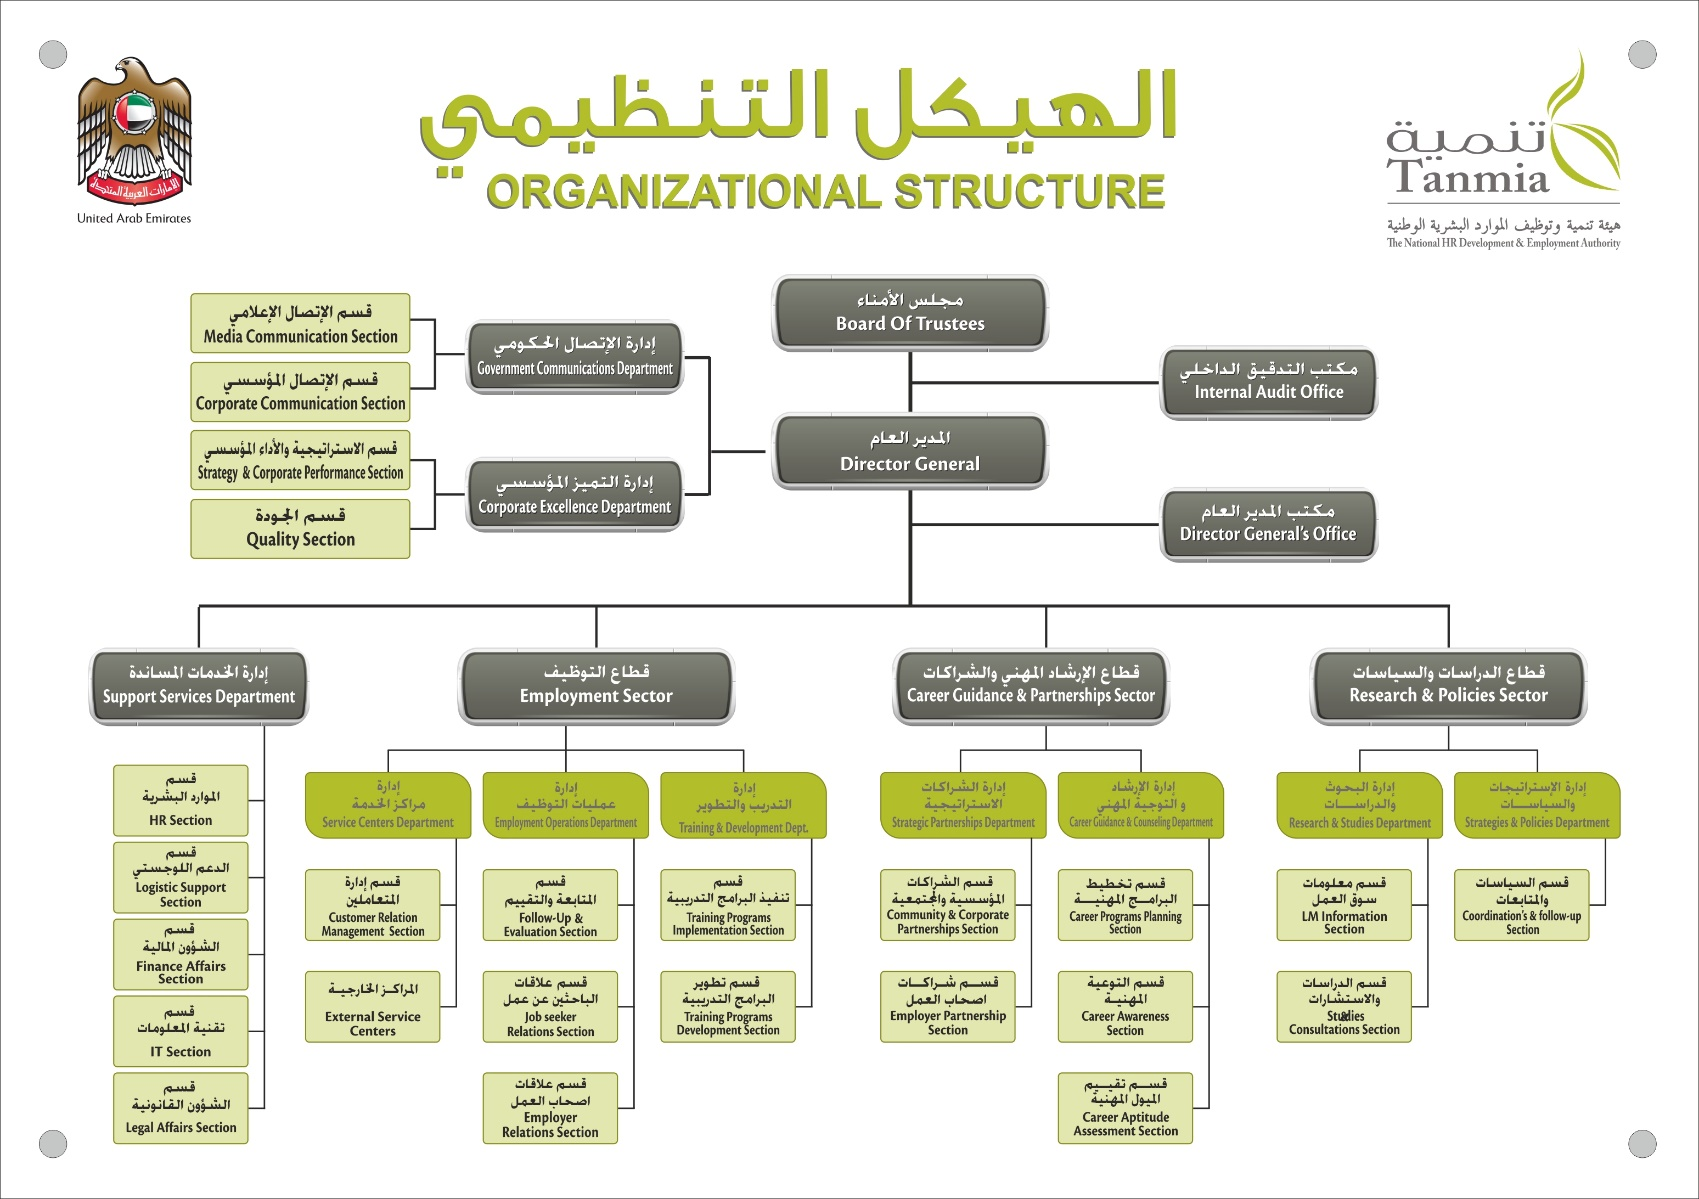 الهيكل التنظيمي
ORGANIZATIONAL STRUCTURE
الإمارات العربية المتحدة
United Arab Emirates
تنمية
Tanmia
هيئة تنمية وتوظيف الموارد البشرية الوطنية
The National HR Development & Employment Authority
مجلس الأمناء
Board Of Trustees
مكتب التدقيق الداخلي
Internal Audit Office
المدير العام
Director General
مكتب المدير العام
Director General's Office
إدارة الإتصال الحكومي
Government Communications Department
قسم الإتصال الإعلامي
Media Communication Section
قسم الإتصال المؤسسي
Corporate Communication Section
إدارة التميز المؤسسي
Corporate Excellence Department
قسم الاستراتيجية والأداء المؤسسي
Strategy & Corporate Performance Section
قسم الجودة
Quality Section
إدارة الخدمات المساندة
Support Services Department
قسم
الموارد البشرية
HR Section
قسم
الدعم اللوجستي
Logistic Support
Section
قسم
الشؤون المالية
Finance Affairs
Section
قسم
تقنية المعلومات
IT Section
قسم
الشؤون القانونية
Legal Affairs Section
قطاع التوظيف
Employment Sector
إدارة
مراكز الخدمة
Service Centers Department
قسم إدارة
المتعاملين
Customer Relation
Management Section
المراكز الخارجية
External Service
Centers
إدارة
عمليات التوظيف
Employment Operations Department
قسم
المتابعة والتقييم
Follow-Up &
Evaluation Section
قسم علاقات
الباحثين عن عمل
Job seeker
Relations Section
قسم علاقات
اصحاب العمل
Employer
Relations Section
إدارة
التدريب والتطوير
Training & Development Dept.
قسم
تنفيذ البرامج التدريبية
Training Programs
Implementation Section
قسم تطوير
البرامج التدريبية
Training Programs
Development Section
قطاع الإرشاد المهني والشراكات
Career Guidance & Partnerships Sector
إدارة الشراكات
الاستراتيجية
Strategic Partnerships Department
قسم الشراكات
المؤسسية والمجتمعية
Community & Corporate
Partnerships Section
قسم شراكات
اصحاب العمل
Employer Partnership
Section
إدارة الإرشاد
و التوجية المهني
Career Guidance & Counseling Department
قسم تخطيط
البرامج المهنية
Career Programs Planning
Section
قسم التوعية
المهنية
Career Awareness
Section
قسم تقييم
الميول المهنية
Career Aptitude
Assessment Section
قطاع الدراسات والسياسات
Research & Policies Sector
إدارة البحوث
والدراسات
Research & Studies Department
قسم معلومات
سوق العمل
LM Information
Section
قسم الدراسات
والاستشارات
Studies
&
Consultations Section
إدارة الإستراتيجات
والسياسات
Strategies & Policies Department
قسم السياسات
والمتابعات
Coordination's & follow-up
Section